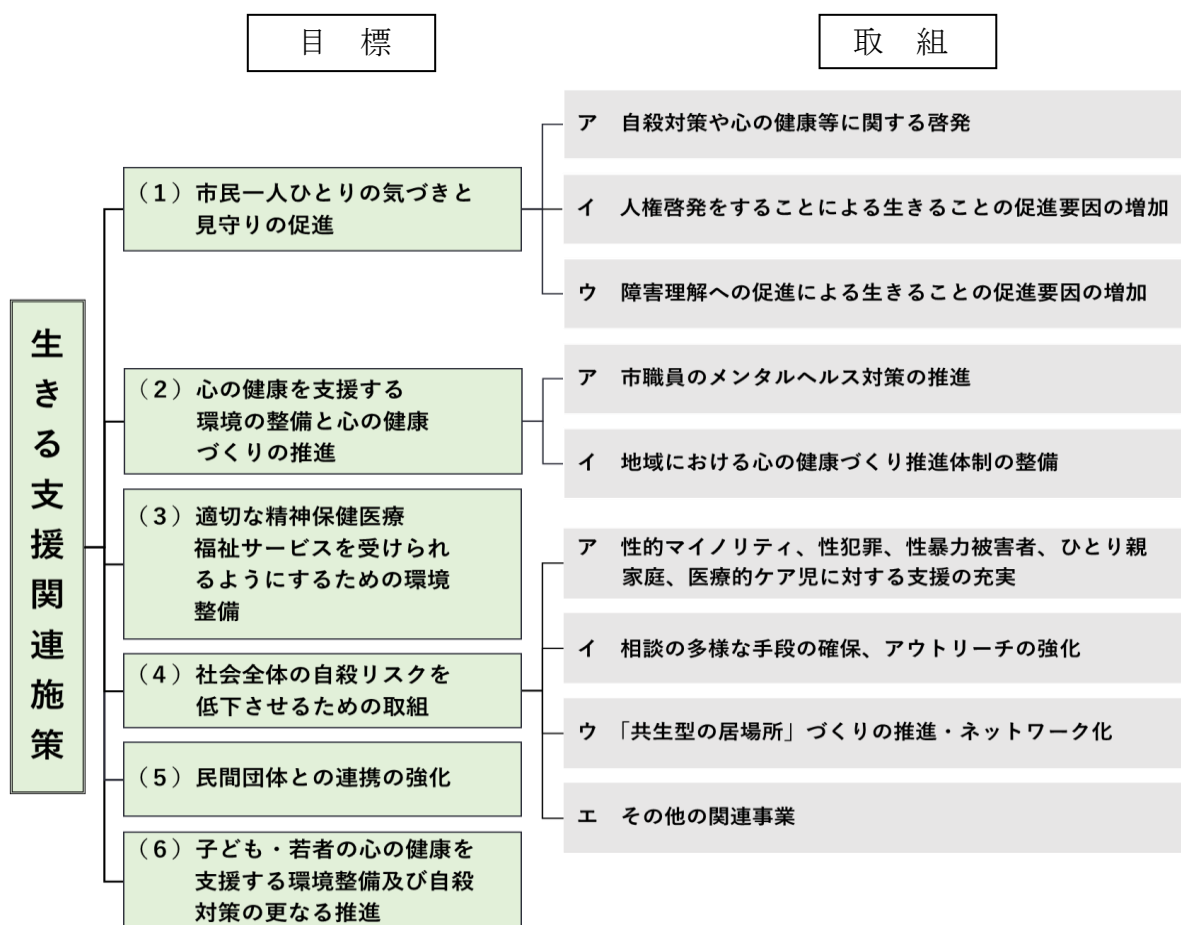 目 標
取 組
生きる支援関連施策
(1) 市民一人ひとりの気づきと
見守りの促進
ア 自殺対策や心の健康等に関する啓発
イ 人権啓発をすることによる生きることの促進要因の増加
ウ 障害理解への促進による生きることの促進要因の増加
(2) 心の健康を支援する
環境の整備と心の健康
づくりの推進
ア 市職員のメンタルヘルス対策の推進
イ 地域における心の健康づくり推進体制の整備
(3) 適切な精神保健医療
福祉サービスを受けられ
るようにするための環境
整備
(4) 社会全体の自殺リスクを
低下させるための取組
ア 性的マイノリティ、性犯罪、性暴力被害者、ひとり親
家庭、医療的ケア児に対する支援の充実
イ 相談の多様な手段の確保、アウトリーチの強化
ウ 「共生型の居場所」づくりの推進・ネットワーク化
エ その他の関連事業
(5) 民間団体との連携の強化
(6) 子ども・若者の心の健康を
支援する環境整備及び自殺
対策の更なる推進